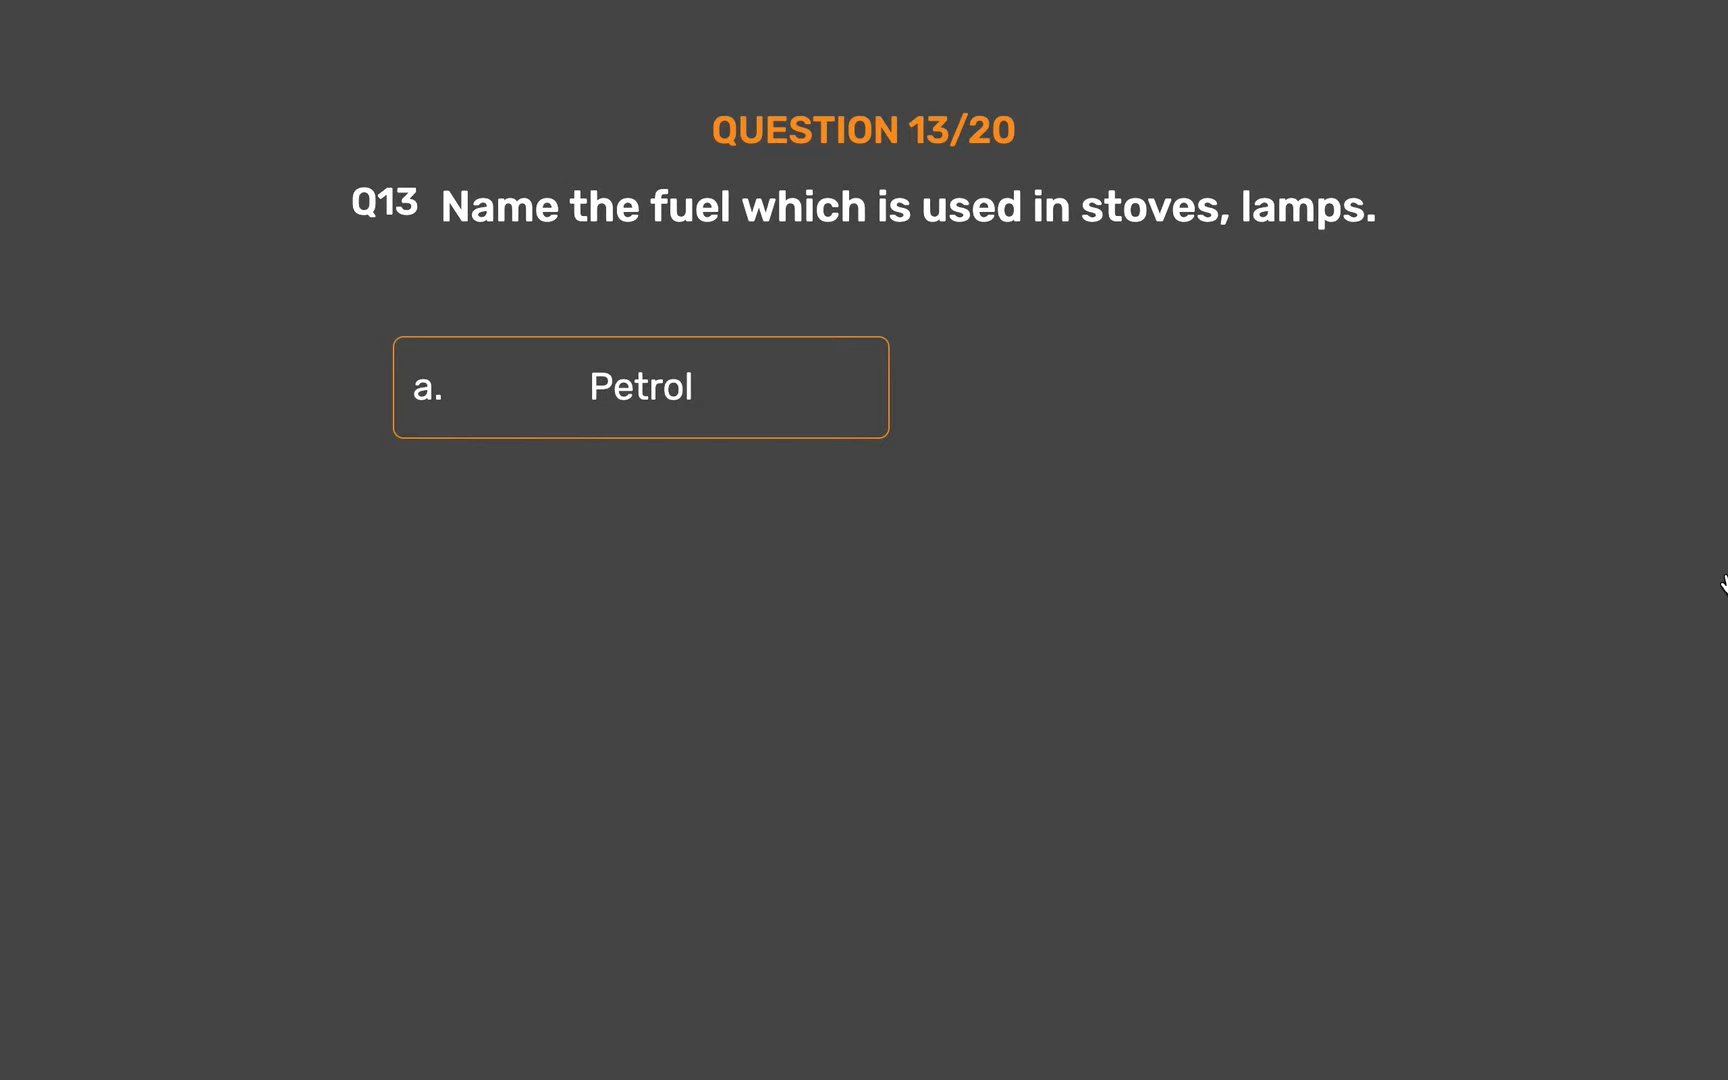 QUESTION 13/20
Q13 Name the fuel which is used in stoves, lamps.
a. Petrol